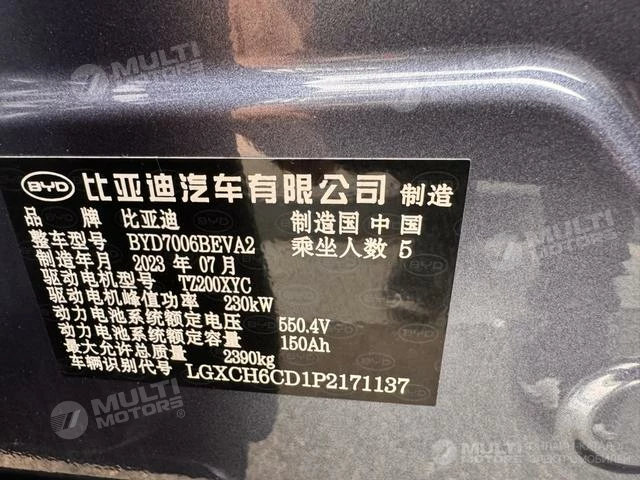 MULTI MOTORS®
MULTI MOTORS®
BYD 比亚迪汽车有限公司 制造
品牌 比亚迪 制造国 中国
整车型号 BYD7006BEVA2 乘坐人数 5
制造年月 2023 年 07 月
驱动电机型号 TZ200XYC
驱动电机峰值功率 230kW
动力电池系统额定电压 550.4V
动力电池系统额定容量 150Ah
最大允许总质量 2390kg
车辆识别代号 LGXCH6CD1P2171137
MULTI MOTORS®
MULTI MOTORS